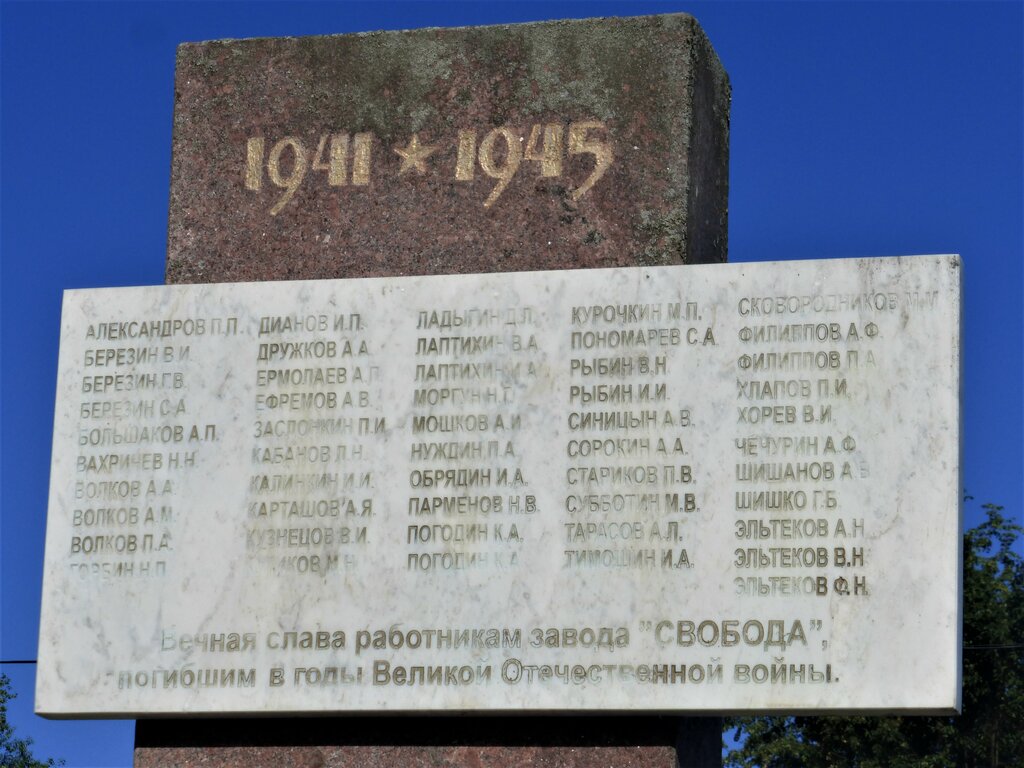 1941 ★ 1945
АЛЕКСАНДРОВ П.П.
БЕРЕЗИН В.И.
БЕРЕЗИН Г.В.
БЕРЕЗИН С.А.
БОЛЬШАКОВ А.П.
ВАХРИЧЕВ Н.Н.
ВОЛКОВ А.А.
ВОЛКОВ А.М.
ВОЛКОВ П.А.
ГОРБИН Н.П.
ДИАНОВ И.П.
ДРУЖКОВ А.А.
ЕРМОЛАЕВ А.П.
ЕФРЕМОВ А.В.
ЗАСЛОНКИН П.И.
КАБАНОВ Л.Н.
КАЛИНКИН И.И.
КАРТАШОВ А.Я.
КУЗНЕЦОВ В.И.
М.Н.
ЛАДЫГИН Д.Л.
ЛАПТИХИН В.А.
ЛАПТИХИН И.А.
МОРГУН Н.П.
МОШКОВ А.И.
НУЖДИН П.А.
ОБРЯДИН И.А.
ПАРМЕНОВ Н.В.
ПОГОДИН К.А.
ПОГОДИН К.А.
КУРОЧКИН М.П.
ПОНОМАРЕВ С.А.
РЫБИН В.Н.
РЫБИН И.И.
СИНИЦЫН А.В.
СОРОКИН А.А.
СТАРИКОВ П.В.
СУББОТИН М.В.
ТАРАСОВ А.Л.
ТИМОШИН И.А.
СКОБОРОДНИКОВ М.М.
ФИЛИППОВ А.Ф.
ФИЛИППОВ П.А.
ХЛАПОВ П.И.
ХОРЕВ В.И.
ЧЕЧУРИН А.Ф.
ШИШАНОВ А.В.
ШИШКО Г.Б.
ЭЛЬТЕКОВ А.Н.
ЭЛЬТЕКОВ В.Н.
ЭЛЬТЕКОВ Ф.Н.
Вечная слава работникам завода "СВОБОДА",
погибшим в годы Великой Отечественной войны.